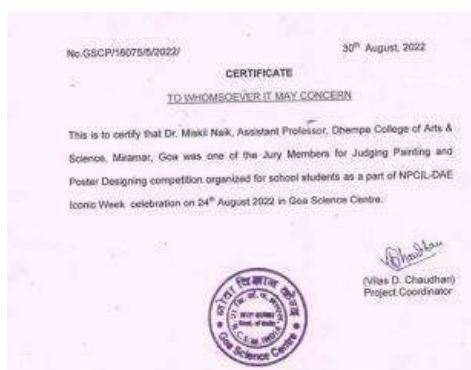 No.GSCP/16075/5/2022/ 30th August, 2022
CERTIFICATE
TO WHOMSOEVER IT MAY CONCERN
This is to certify that Dr. Miskil Naik, Assistant Professor, Dhempe College of Arts &
Science, Miramar, Goa was one of the Jury Members for Judging Painting and
Poster Designing competition organized for school students as a part of NPCIL-DAE
Iconic Week celebration on 24th August 2022 in Goa Science Centre.
(Vilas D. Chaudhari)
Project Coordinator
गोवा विज्ञान केन्द्र
N.C.S.M. INDIA
Goa Science Centre